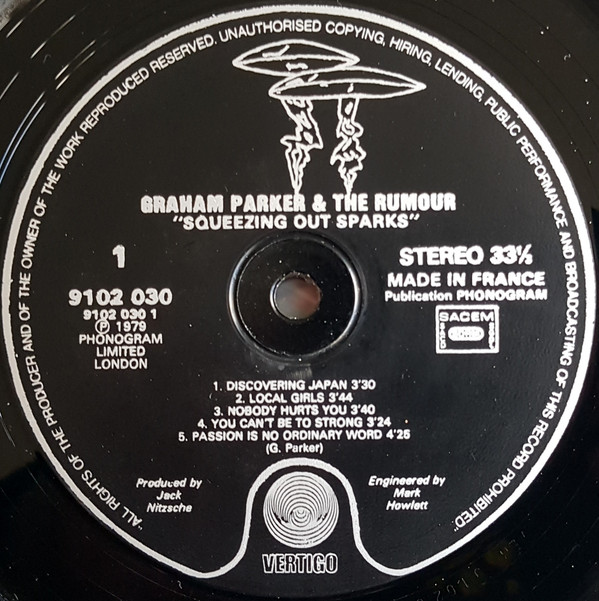 "ALL RIGHTS OF THE PRODUCER AND OF THE OWNER OF THE WORK REPRODUCED RESERVED. UNAUTHORISED COPYING, HIRING, LENDING, PUBLIC PERFORMANCE AND BROADCASTING OF THIS RECORD PROHIBITED"
GRAHAM PARKER & THE RUMOUR
"SQUEEZING OUT SPARKS"
1
9102 030
9102 030 1
Ⓟ 1979
PHONOGRAM
LIMITED
LONDON
STEREO 33⅓
MADE IN FRANCE
Publication PHONOGRAM
SACEM
1. DISCOVERING JAPAN 3'30
2. LOCAL GIRLS 3'44
3. NOBODY HURTS YOU 3'40
4. YOU CAN'T BE TO STRONG 3'24
5. PASSION IS NO ORDINARY WORD 4'25
(G. Parker)
Produced by
Jack
Nitzsche
Engineered by
Mark
Howlett
VERTIGO